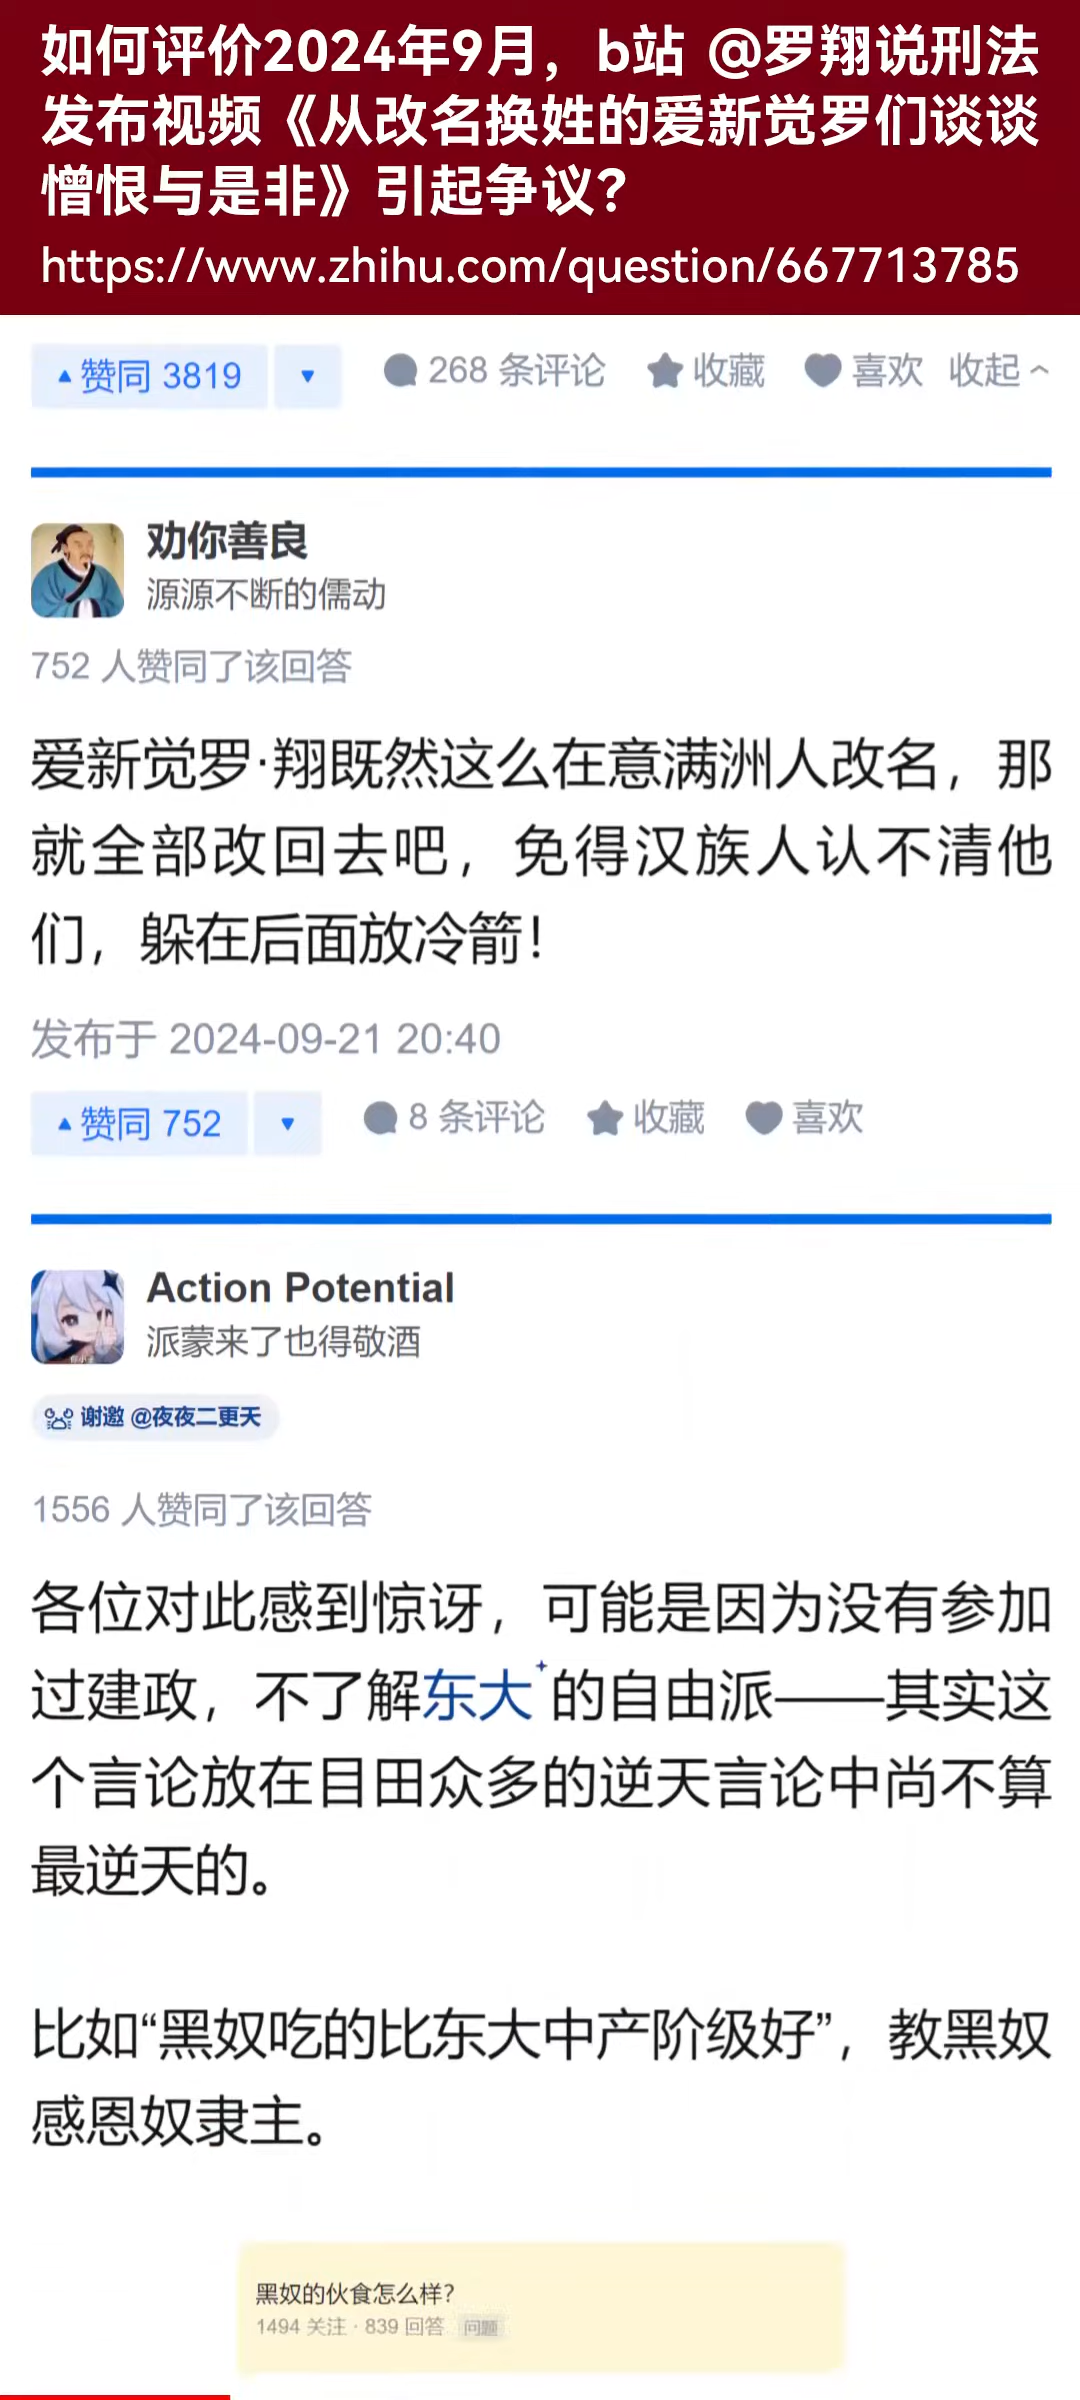 如何评价2024年9月，b站 @罗翔说刑法
发布视频《从改名换姓的爱新觉罗们谈谈
憎恨与是非》引起争议？
https://www.zhihu.com/question/667713785
赞同 3819 268 条评论 收藏 喜欢 收起
劝你善良
源源不断的儒动
752 人赞同了该回答
爱新觉罗·翔既然这么在意满洲人改名，那
就全部改回去吧，免得汉族人认不清他
们，躲在后面放冷箭！
发布于 2024-09-21 20:40
赞同 752 8 条评论 收藏 喜欢
Action Potential
派蒙来了也得敬酒
谢邀 @夜夜二更天
1556 人赞同了该回答
各位对此感到惊讶，可能是因为没有参加
过建政，不了解东大的自由派——其实这
个言论放在目田众多的逆天言论中尚不算
最逆天的。
比如“黑奴吃的比东大中产阶级好”，教黑奴
感恩奴隶主。
黑奴的伙食怎么样？
1494 关注 · 839 回答 问题